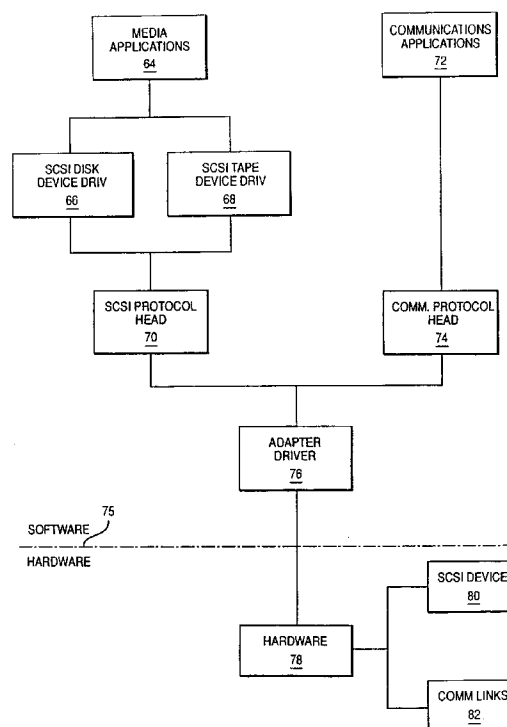 MEDIA
APPLICATIONS
64
COMMUNICATIONS
APPLICATIONS
72
SCSI DISK
DEVICE DRIV
66
SCSI TAPE
DEVICE DRIV
68
SCSI PROTOCOL
HEAD
70
COMM. PROTOCOL
HEAD
74
ADAPTER
DRIVER
76
75
SOFTWARE
HARDWARE
SCSI DEVICE
80
HARDWARE
78
COMM LINKS
82